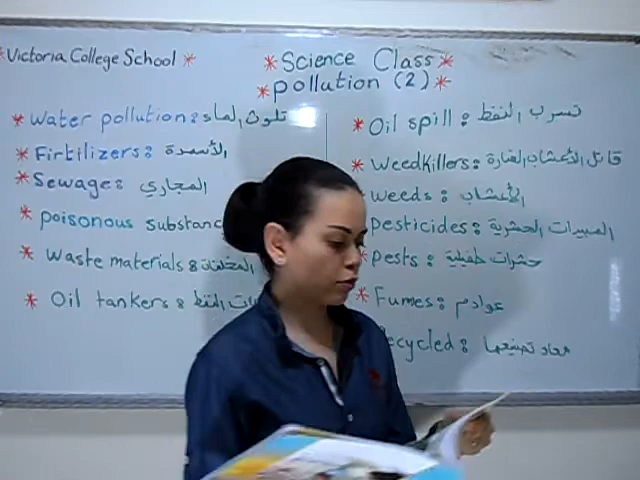 *Victoria College School *
*Science Class*
*pollution (2)*
* Water pollution : تلوث الماء
* Firtilizers : الأسمدة
* Sewage : المجاري
* poisonous
* Waste materials :
* Oil tankers :
* Oil spill : تسرب النفط
* Weedkillers : قاتل الأعشاب الضارة
weeds : الأعشاب
pesticides : المبيدات الحشرية
pests : حشرات طفيلية
* Fumes : عوادم
ecycled : معاد تصنيعها